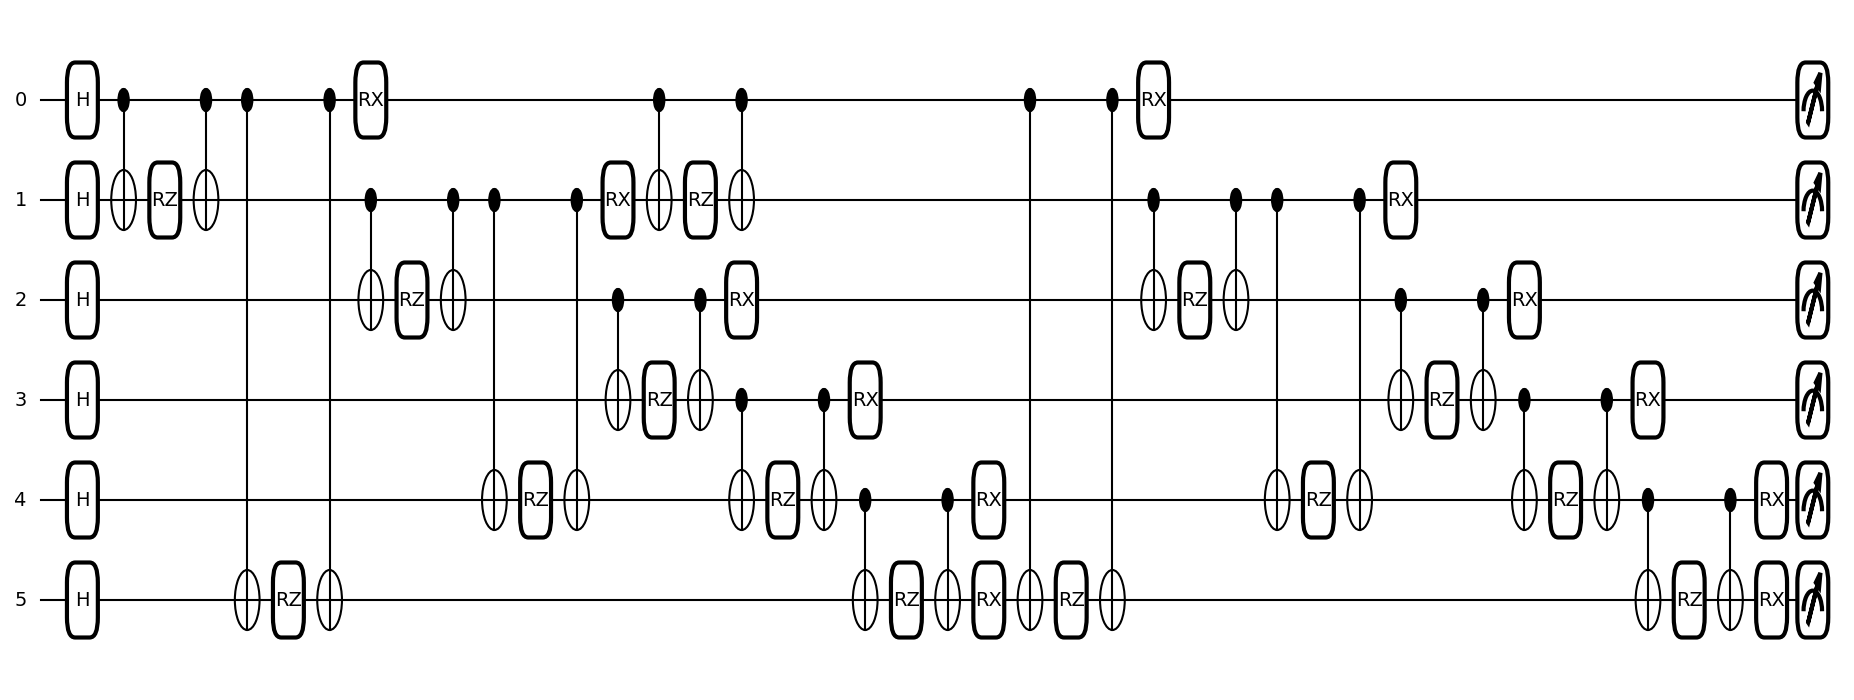 0 H RX RX
1 H RZ RX RZ RX
2 H RZ RX RZ RX
3 H RZ RX RZ RX
4 H RZ RZ RX RZ RZ RX
5 H RZ RZ RX RZ RZ RX